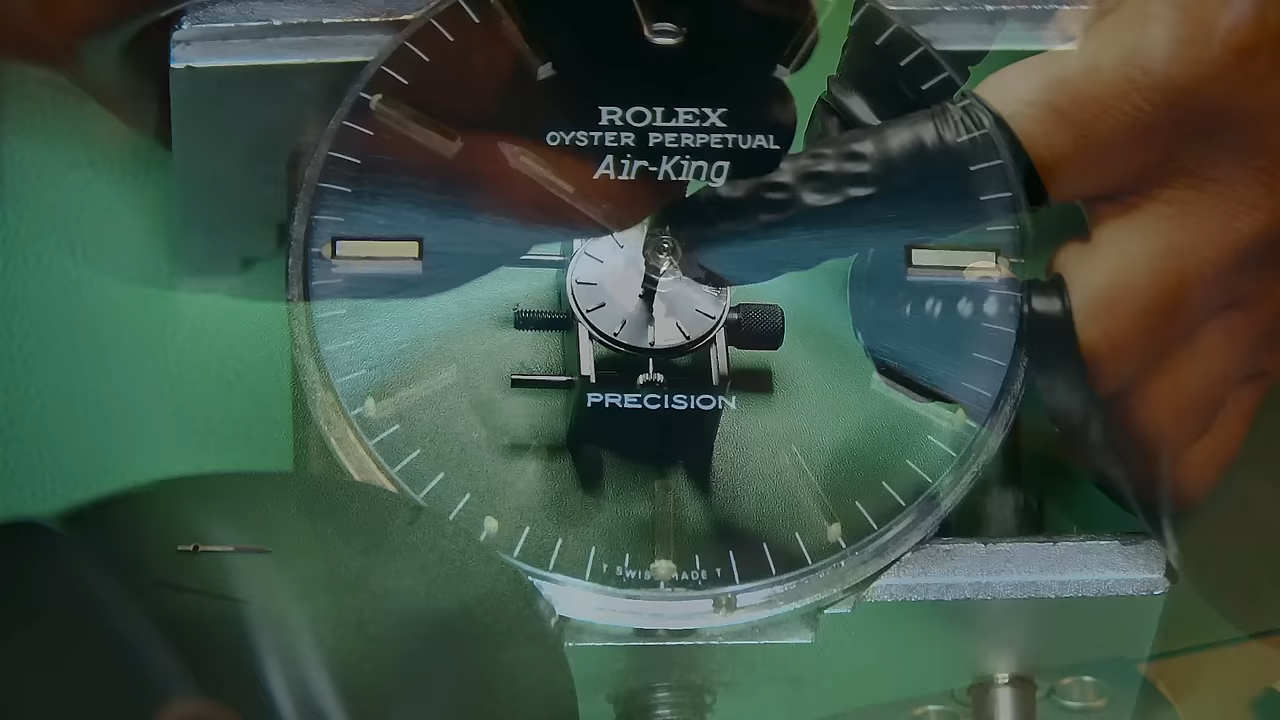 ROLEX
OYSTER PERPETUAL
Air-King
PRECISION
T SWISS MADE T